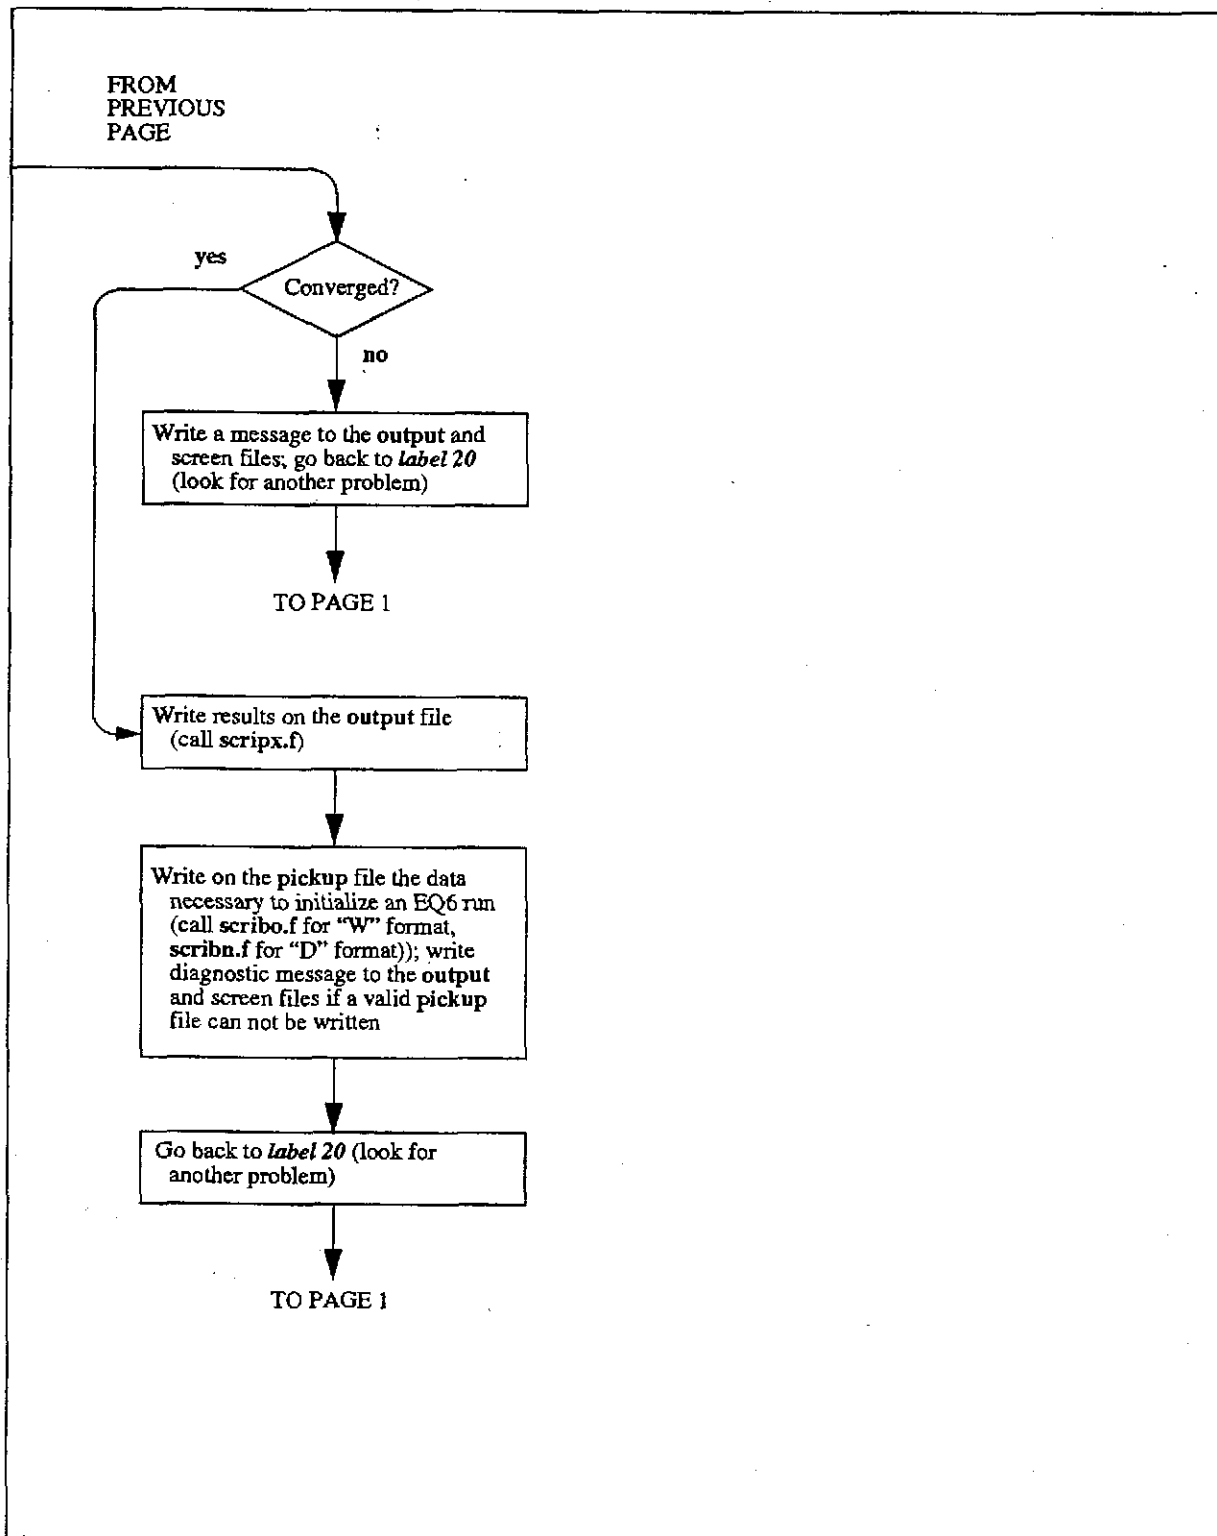 FROM
PREVIOUS
PAGE
yes
Converged?
no
Write a message to the output and
screen files; go back to label 20
(look for another problem)
TO PAGE 1
Write results on the output file
(call scripx.f)
Write on the pickup file the data
necessary to initialize an EQ6 run
(call scribo.f for “W” format,
scribn.f for “D” format)); write
diagnostic message to the output
and screen files if a valid pickup
file can not be written
Go back to label 20 (look for
another problem)
TO PAGE 1